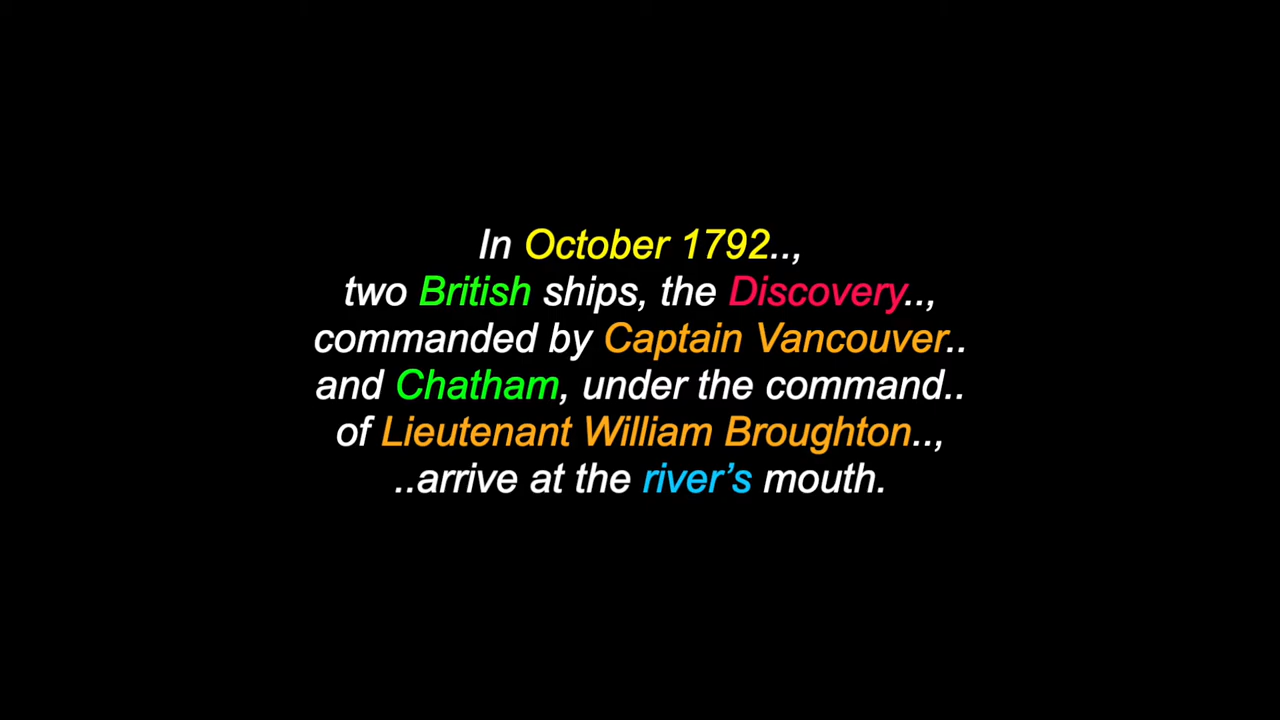 In October 1792..,
two British ships, the Discovery..,
commanded by Captain Vancouver..
and Chatham, under the command..
of Lieutenant William Broughton..,
..arrive at the river’s mouth.